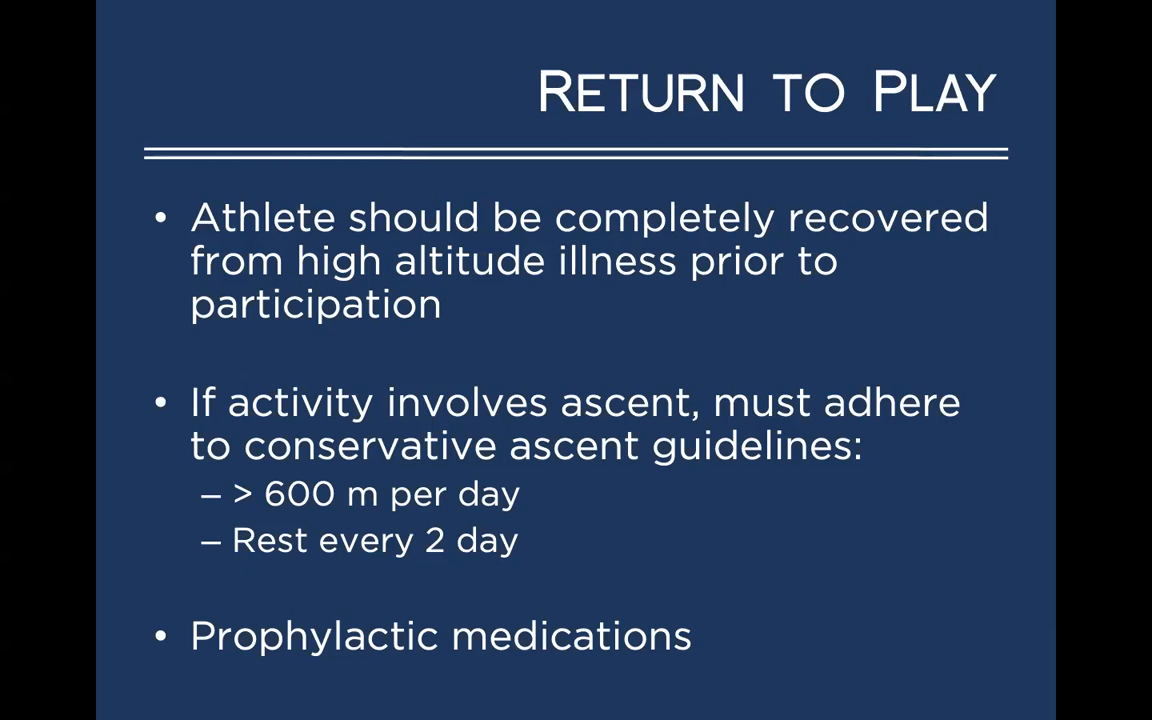 RETURN TO PLAY
• Athlete should be completely recovered
from high altitude illness prior to
participation
• If activity involves ascent, must adhere
to conservative ascent guidelines:
– > 600 m per day
– Rest every 2 day
• Prophylactic medications